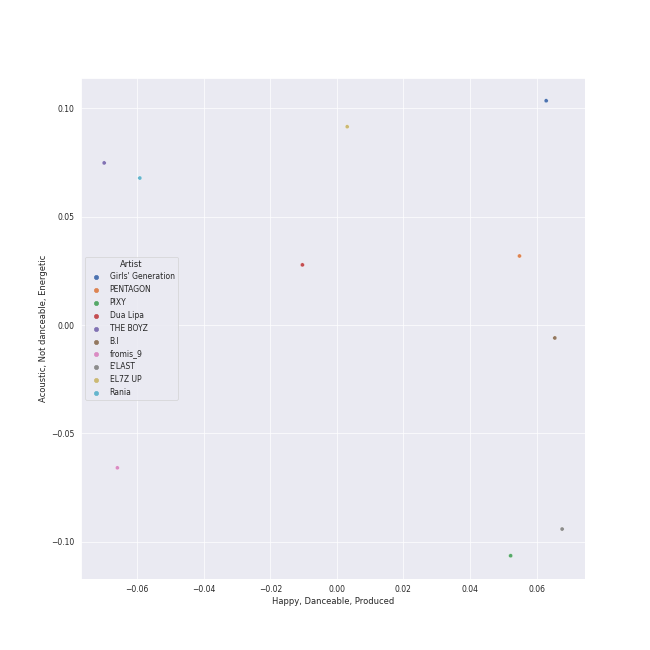 0.10
0.05
0.00
−0.05
−0.10
Acoustic, Not danceable, Energetic
Artist
Girls' Generation
PENTAGON
PIXY
Dua Lipa
THE BOYZ
B.I
fromis_9
E'LAST
EL7Z UP
Rania
−0.06 −0.04 −0.02 0.00 0.02 0.04 0.06
Happy, Danceable, Produced